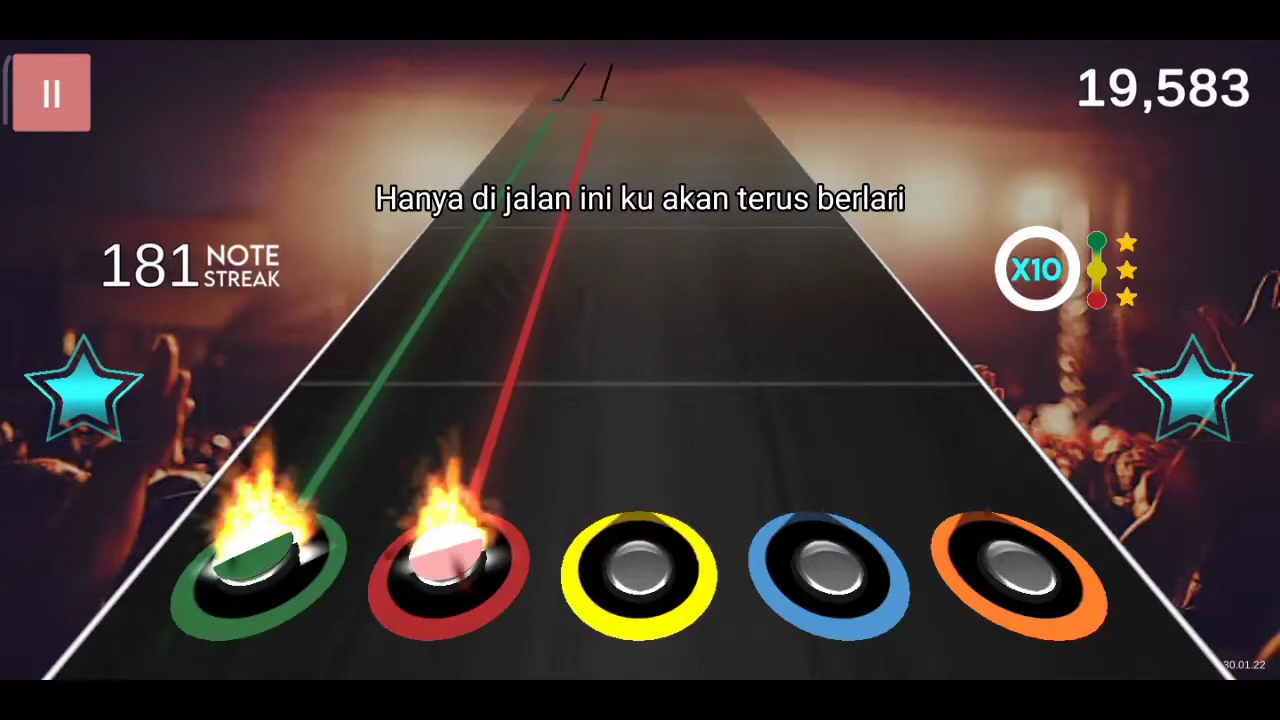 19,583
Hanya di jalan ini ku akan terus berlari
181 NOTE
STREAK
X10
30.01.22